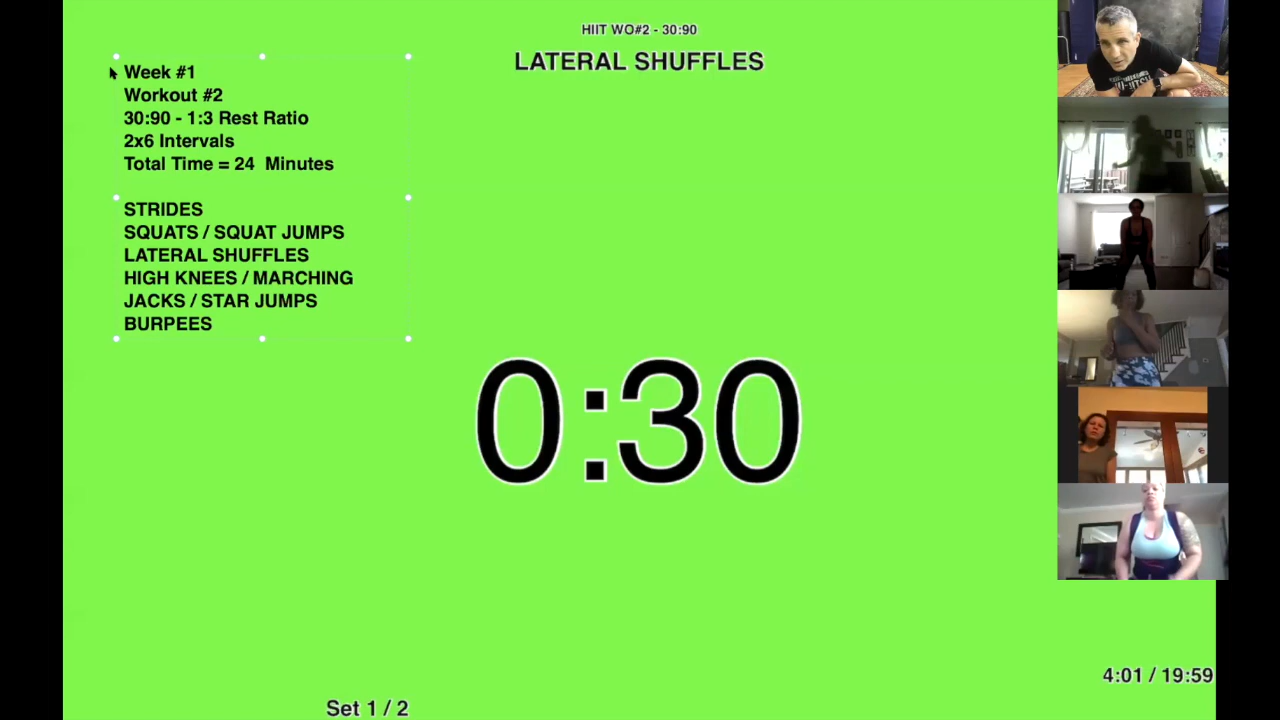 HIIT WO#2 - 30:90
LATERAL SHUFFLES
Week #1
Workout #2
30:90 - 1:3 Rest Ratio
2x6 Intervals
Total Time = 24  Minutes
STRIDES
SQUATS / SQUAT JUMPS
LATERAL SHUFFLES
HIGH KNEES / MARCHING
JACKS / STAR JUMPS
BURPEES
0:30
4:01 / 19:59
Set 1 / 2